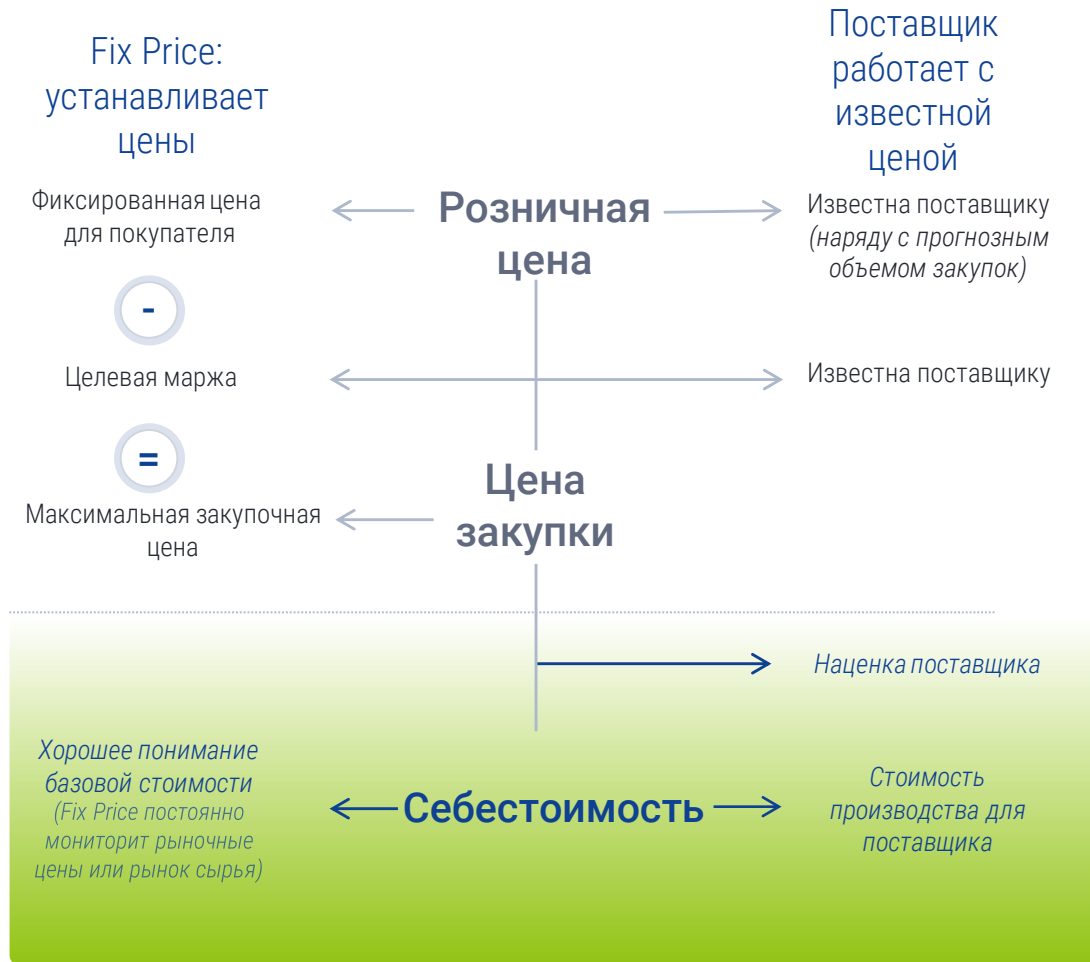 Fix Price:
устанавливает
цены
Поставщик
работает с
известной
ценой
Фиксированная цена
для покупателя
Розничная
цена
Известна поставщику
(наряду с прогнозным
объемом закупок)
-
Целевая маржа
Известна поставщику
=
Максимальная закупочная
цена
Цена
закупки
Наценка поставщика
Хорошее понимание
базовой стоимости
(Fix Price постоянно
мониторит рыночные
цены или рынок сырья)
Себестоимость
Стоимость
производства для
поставщика